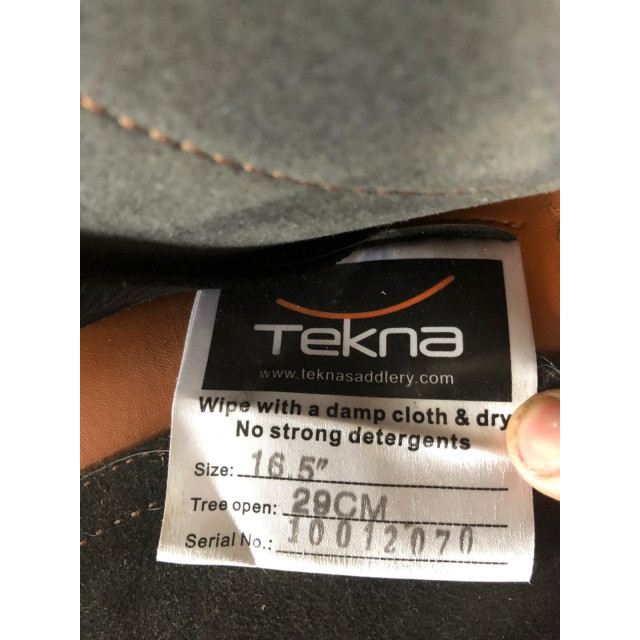 Tekna
www.teknasaddlery.com
Wipe with a damp cloth & dry
No strong detergents
Size: 16.5"
Tree open: 29CM
Serial No.: 10012070